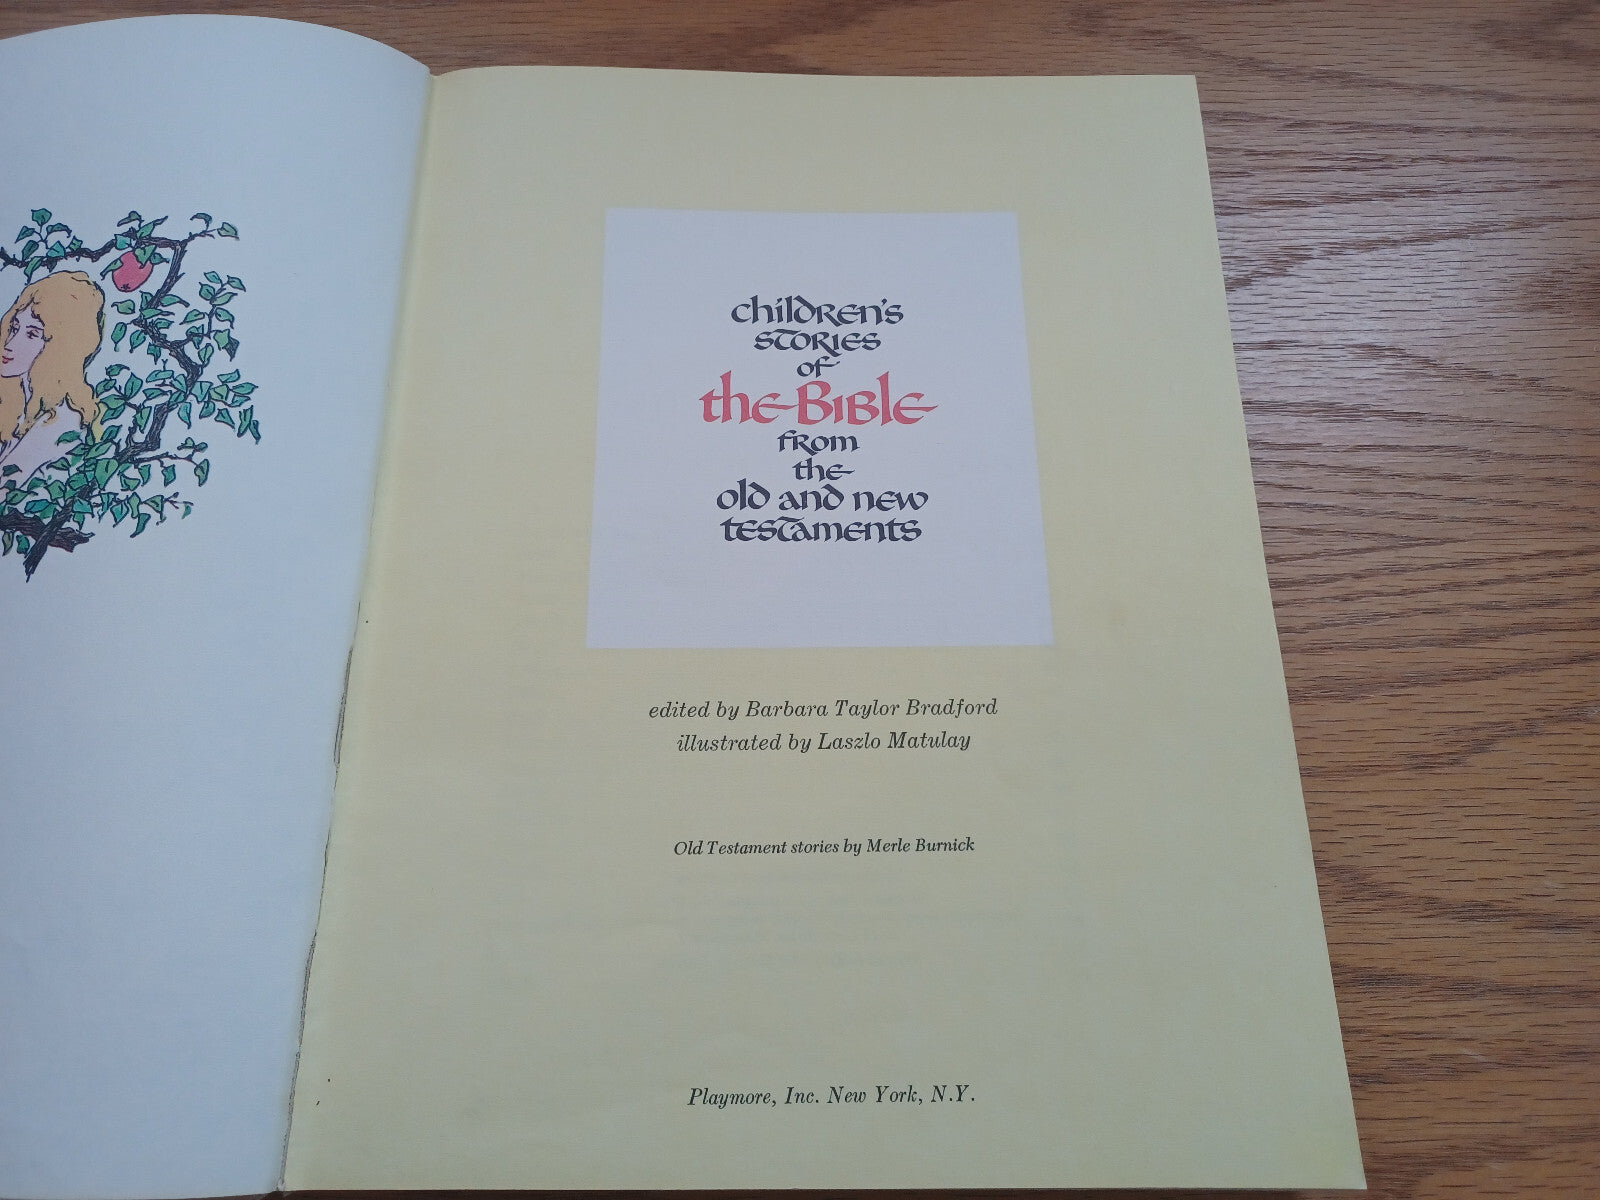 children's
stories
of
the Bible
from
the
old and new
testaments
edited by Barbara Taylor Bradford
illustrated by Laszlo Matulay
Old Testament stories by Merle Burnick
Playmore, Inc. New York, N.Y.